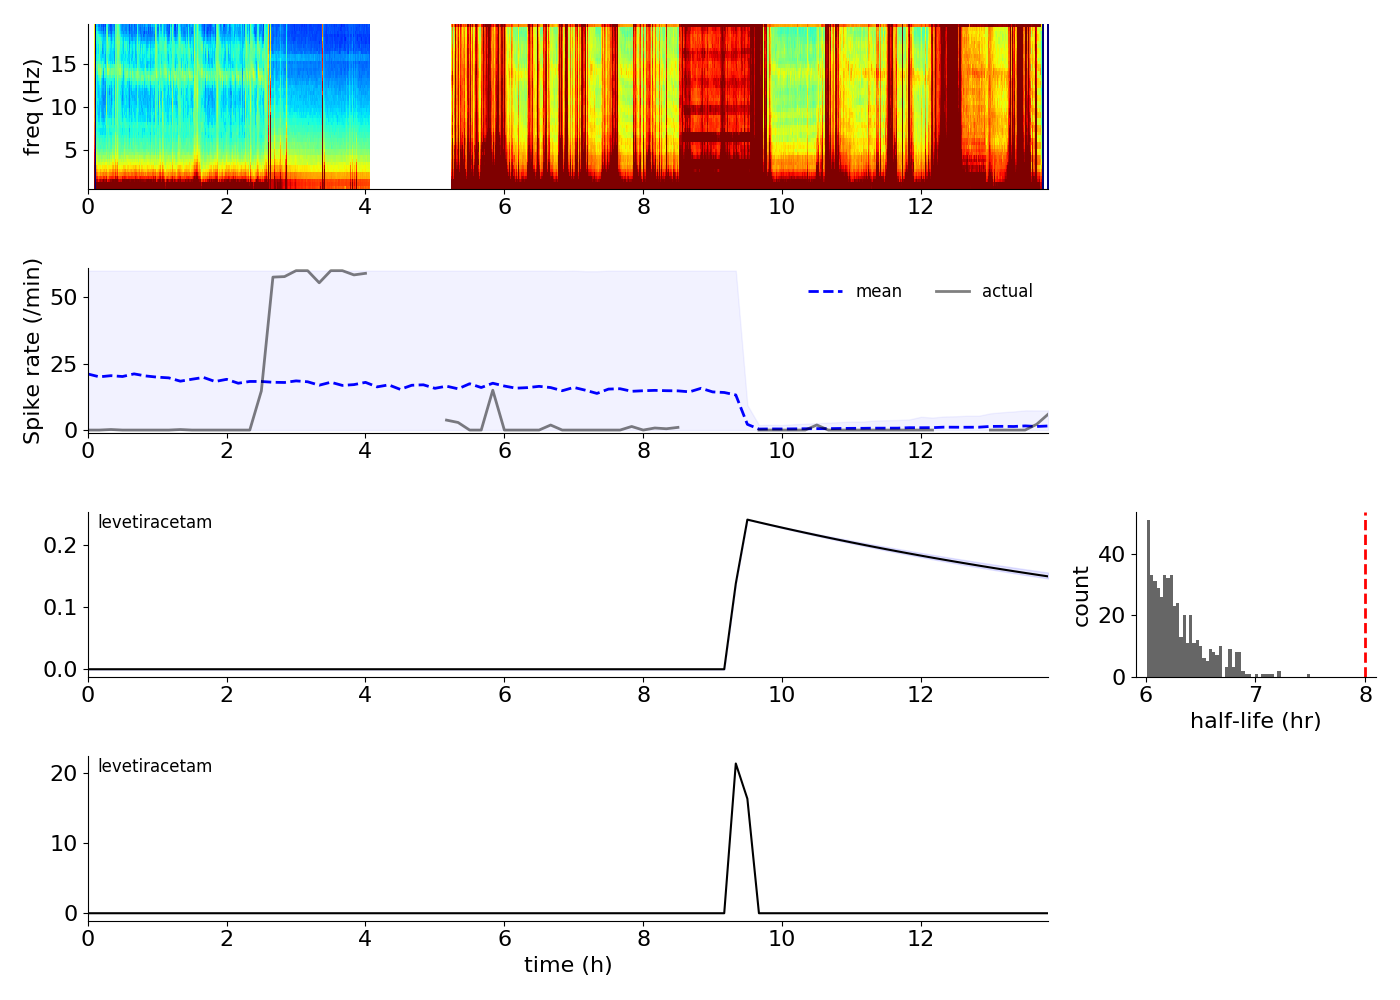 freq (Hz)
15
10
5
0 2 4 6 8 10 12
Spike rate (/min)
50
25
0
mean actual
0 2 4 6 8 10 12
levetiracetam
0.2
0.1
0.0
0 2 4 6 8 10 12
count
40
20
0
6 7 8
half-life (hr)
levetiracetam
20
10
0
0 2 4 6 8 10 12
time (h)